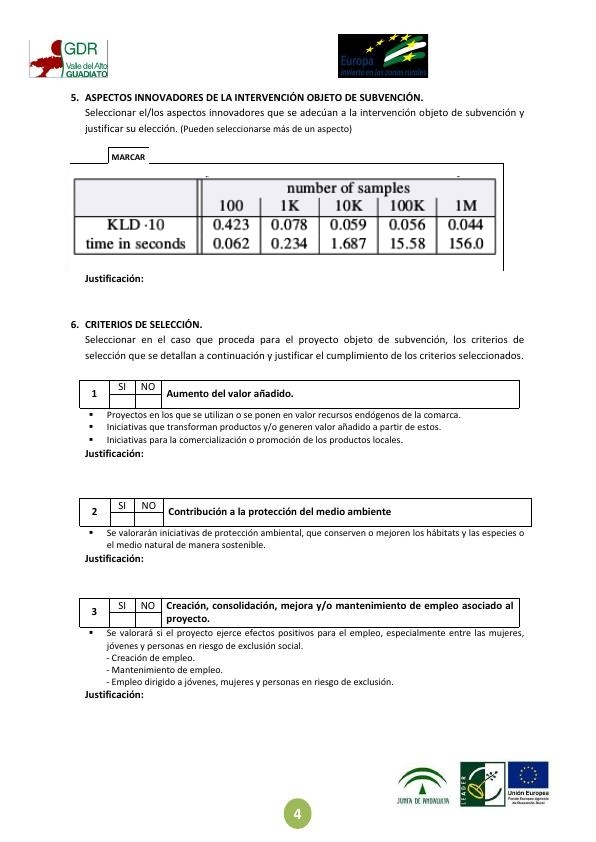 GDR
Valle del Alto
GUADIATO
Europa
invierte en las zonas rurales
5. ASPECTOS INNOVADORES DE LA INTERVENCIÓN OBJETO DE SUBVENCIÓN.
Seleccionar el/los aspectos innovadores que se adecúan a la intervención objeto de subvención y
justificar su elección. (Pueden seleccionarse más de un aspecto)
MARCAR
number of samples
100 1K 10K 100K 1M
KLD ·10 0.423 0.078 0.059 0.056 0.044
time in seconds 0.062 0.234 1.687 15.58 156.0
Justificación:
6. CRITERIOS DE SELECCIÓN.
Seleccionar en el caso que proceda para el proyecto objeto de subvención, los criterios de
selección que se detallan a continuación y justificar el cumplimiento de los criterios seleccionados.
1 SI NO Aumento del valor añadido.
▪ Proyectos en los que se utilizan o se ponen en valor recursos endógenos de la comarca.
▪ Iniciativas que transforman productos y/o generen valor añadido a partir de estos.
▪ Iniciativas para la comercialización o promoción de los productos locales.
Justificación:
2 SI NO Contribución a la protección del medio ambiente
▪ Se valorarán iniciativas de protección ambiental, que conserven o mejoren los hábitats y las especies o
el medio natural de manera sostenible.
Justificación:
3 SI NO Creación, consolidación, mejora y/o mantenimiento de empleo asociado al
proyecto.
▪ Se valorará si el proyecto ejerce efectos positivos para el empleo, especialmente entre las mujeres,
jóvenes y personas en riesgo de exclusión social.
- Creación de empleo.
- Mantenimiento de empleo.
- Empleo dirigido a jóvenes, mujeres y personas en riesgo de exclusión.
Justificación:
JUNTA DE ANDALUCIA
LEADER
Unión Europea
Fondo Europeo Agrícola
de Desarrollo Rural
4